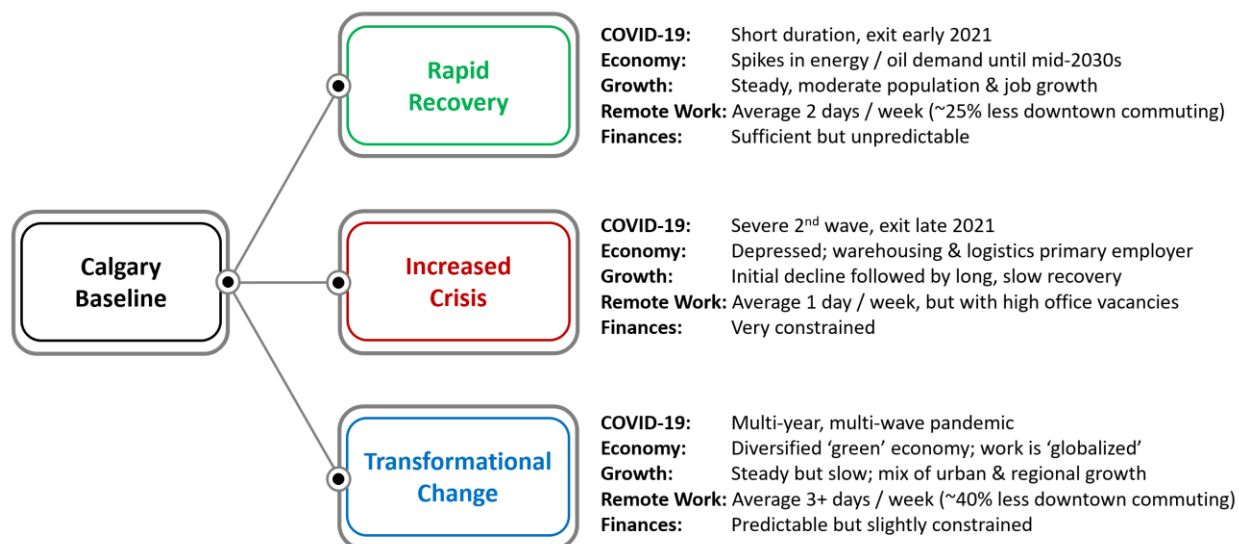 Rapid
Recovery
COVID-19: Short duration, exit early 2021
Economy: Spikes in energy / oil demand until mid-2030s
Growth: Steady, moderate population & job growth
Remote Work: Average 2 days / week (~25% less downtown commuting)
Finances: Sufficient but unpredictable
Calgary
Baseline
Increased
Crisis
COVID-19: Severe 2nd wave, exit late 2021
Economy: Depressed; warehousing & logistics primary employer
Growth: Initial decline followed by long, slow recovery
Remote Work: Average 1 day / week, but with high office vacancies
Finances: Very constrained
Transformational
Change
COVID-19: Multi-year, multi-wave pandemic
Economy: Diversified ‘green’ economy; work is ‘globalized’
Growth: Steady but slow; mix of urban & regional growth
Remote Work: Average 3+ days / week (~40% less downtown commuting)
Finances: Predictable but slightly constrained